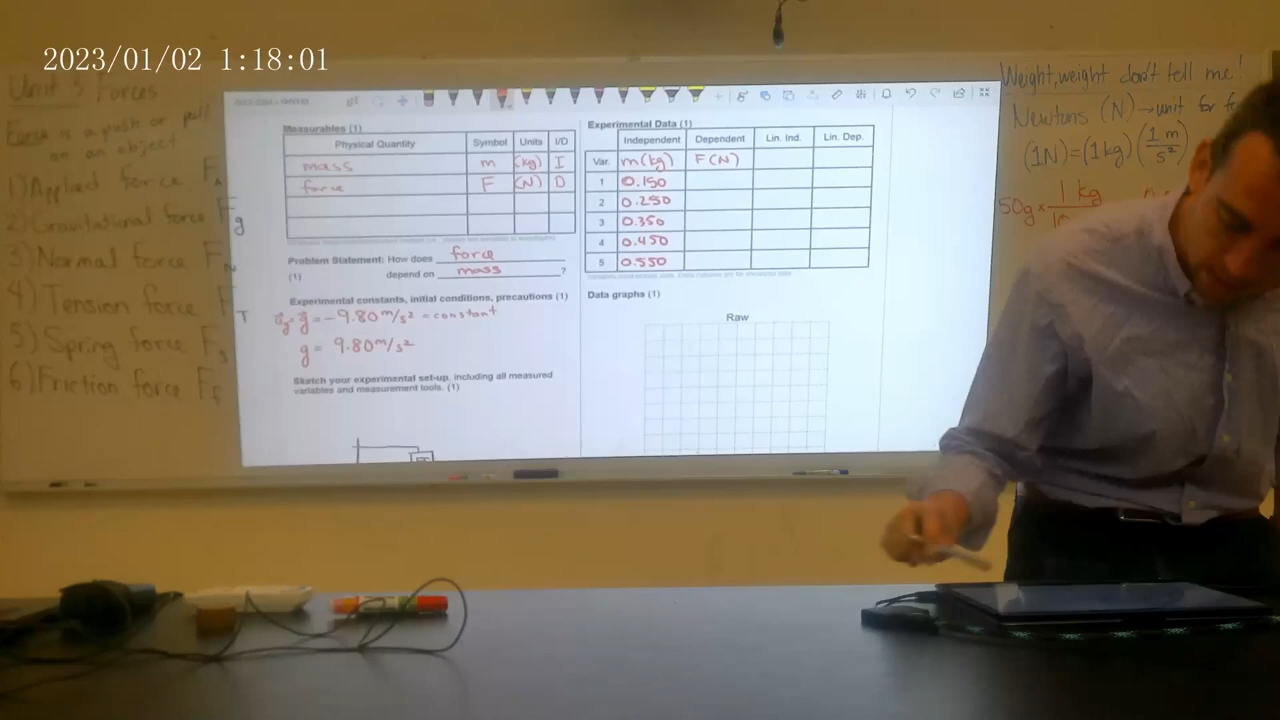 2023/01/02 1:18:01
Unit 3 Forces
Force is a push or pull
on an object
1) Applied force F
2) Gravitational force F
g
3) Normal force F
N
4) Tension force F
T
5) Spring force Fs
6) Friction force Ff
Measurables (1)
Physical Quantity Symbol Units I/D
mass m (kg) I
force F (N) D
Problem Statement: How does force
(1) depend on mass ?
Experimental constants, initial conditions, precautions (1)
g = -9.80 m/s² = constant
g = 9.80 m/s²
Sketch your experimental set-up, including all measured
variables and measurement tools. (1)
Experimental Data (1)
Independent Dependent Lin. Ind. Lin. Dep.
Var. m(kg) F(N)
1 0.150
2 0.250
3 0.350
4 0.450
5 0.550
Data graphs (1)
Raw
Weight, weight don't tell me!
Newtons (N) → unit for
(1N) = (1kg) (1 m / s²)
50g × 1 kg